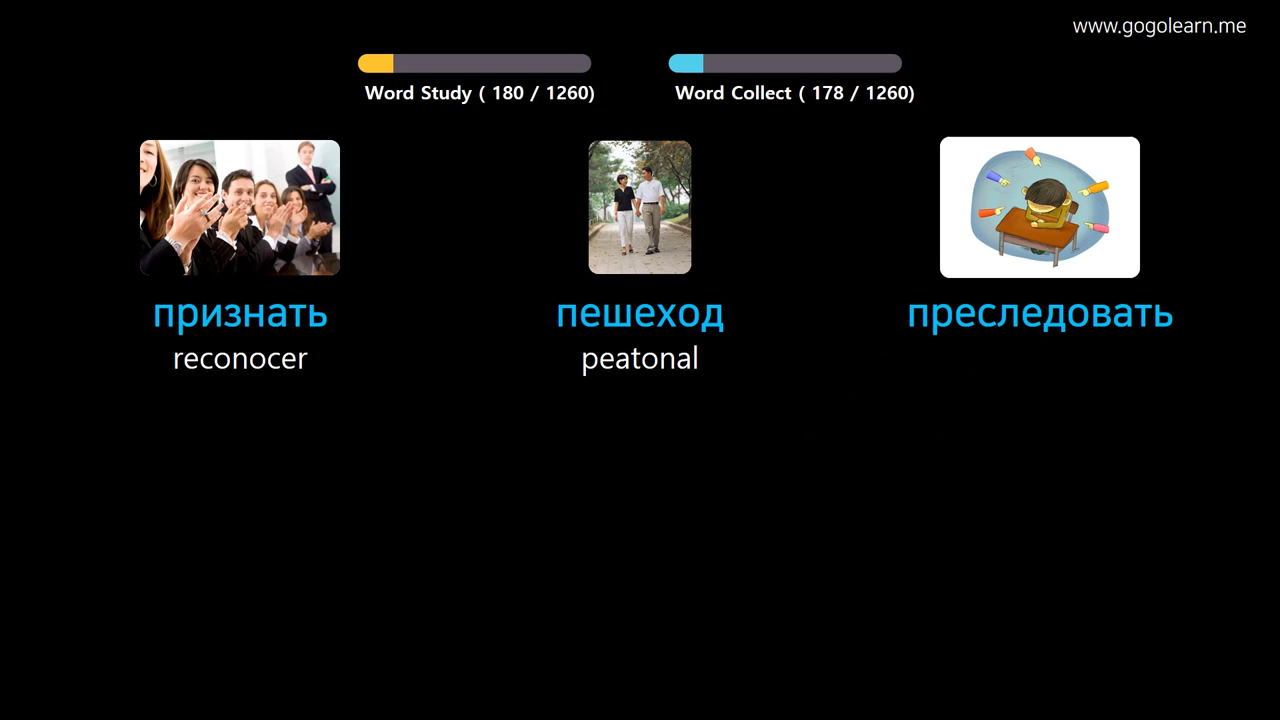 www.gogolearn.me
Word Study ( 180 / 1260)
Word Collect ( 178 / 1260)
признать
пешеход
преследовать
reconocer
peatonal